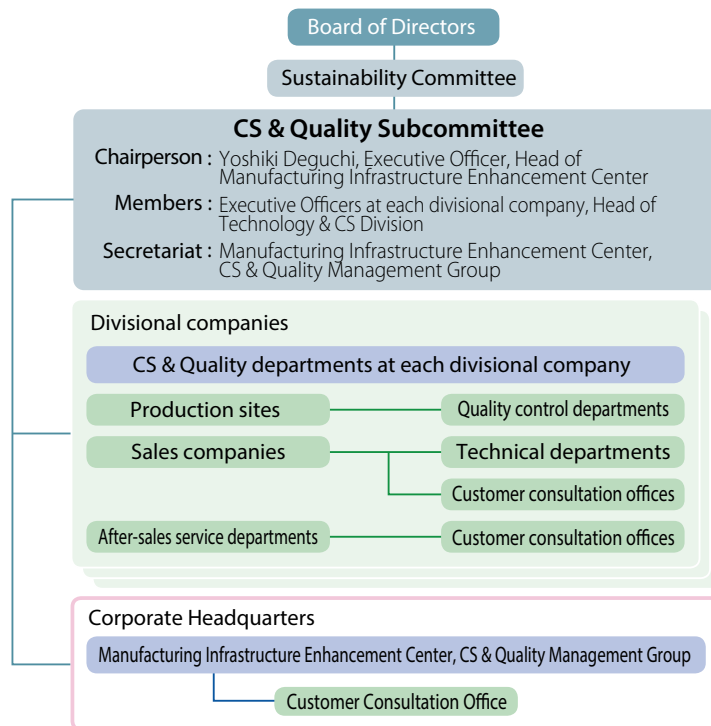 Board of Directors
Sustainability Committee
CS & Quality Subcommittee
Chairperson : Yoshiki Deguchi, Executive Officer, Head of
Manufacturing Infrastructure Enhancement Center
Members : Executive Officers at each divisional company, Head of
Technology & CS Division
Secretariat : Manufacturing Infrastructure Enhancement Center,
CS & Quality Management Group
Divisional companies
CS & Quality departments at each divisional company
Production sites
Quality control departments
Sales companies
Technical departments
Customer consultation offices
After-sales service departments
Customer consultation offices
Corporate Headquarters
Manufacturing Infrastructure Enhancement Center, CS & Quality Management Group
Customer Consultation Office